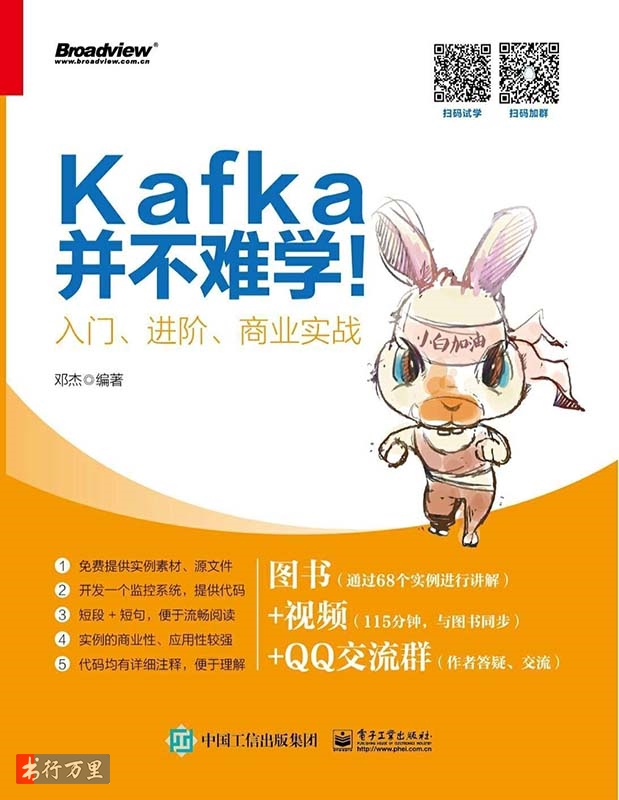 Broadview®
www.broadview.com.cn
扫码试学
扫码加群
Kafka
并不难学!
入门、进阶、商业实战
邓杰◎编著
小白加油
1 免费提供实例素材、源文件
2 开发一个监控系统，提供代码
3 短段 + 短句，便于流畅阅读
4 实例的商业性、应用性较强
5 代码均有详细注释，便于理解
图书（通过68个实例进行讲解）
+视频（115分钟，与图书同步）
+QQ交流群（作者答疑、交流）
中国工信出版集团
电子工业出版社
PUBLISHING HOUSE OF ELECTRONICS INDUSTRY
书行万里